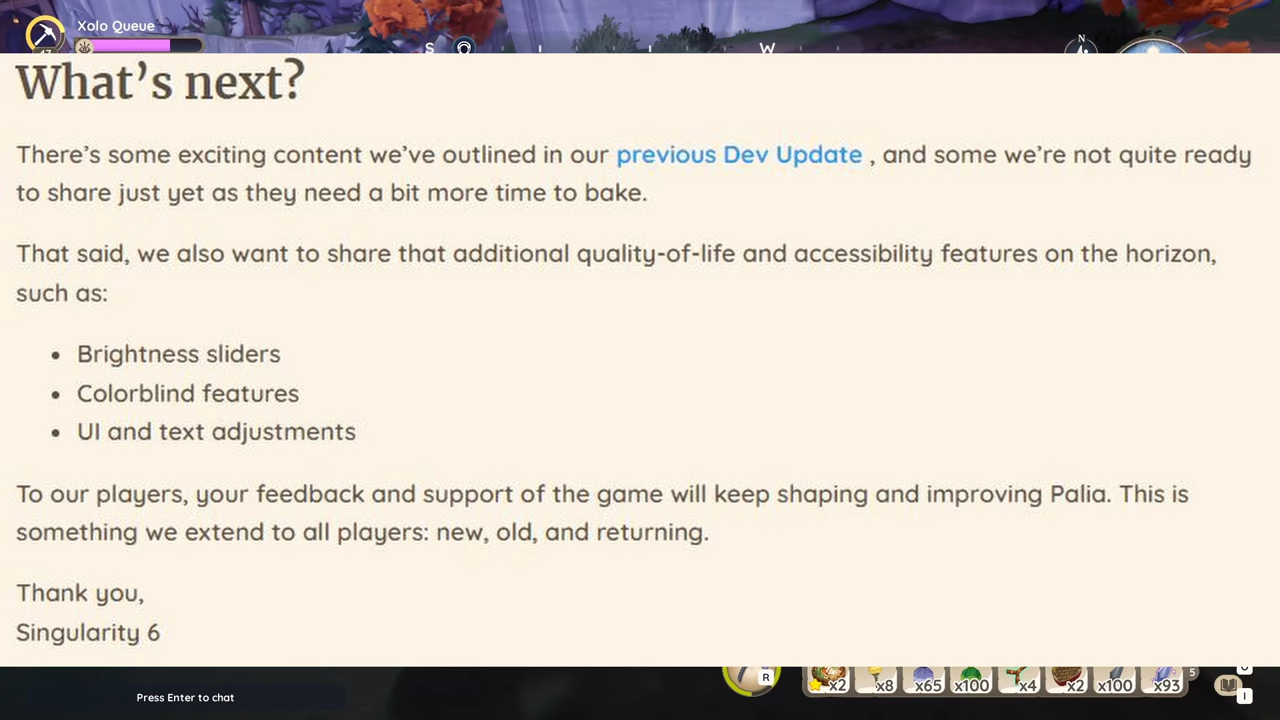 Xolo Queue
47
S
W
N
What's next?
There's some exciting content we've outlined in our previous Dev Update , and some we're not quite ready
to share just yet as they need a bit more time to bake.
That said, we also want to share that additional quality-of-life and accessibility features on the horizon,
such as:
• Brightness sliders
• Colorblind features
• UI and text adjustments
To our players, your feedback and support of the game will keep shaping and improving Palia. This is
something we extend to all players: new, old, and returning.
Thank you,
Singularity 6
Press Enter to chat
R
x2 x8 x65 x100 x4 x2 x100 x93
5
I